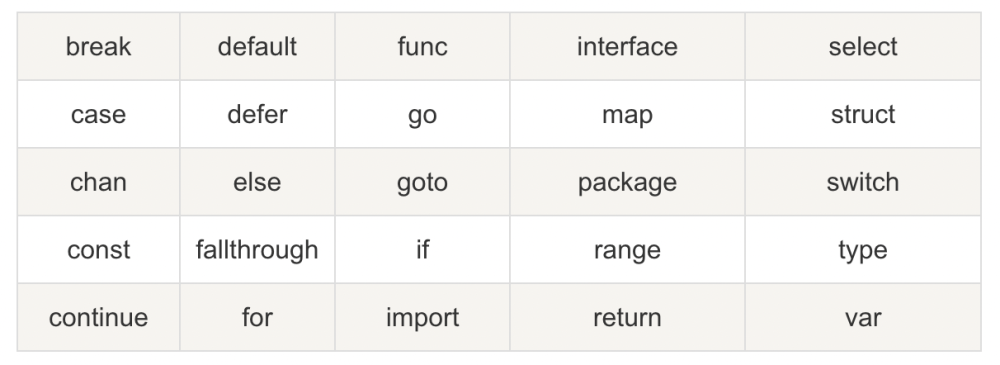 break default func interface select
case defer go map struct
chan else goto package switch
const fallthrough if range type
continue for import return var